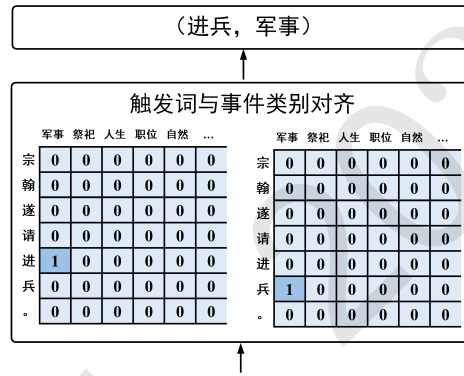 （进兵，军事）
触发词与事件类别对齐
军事 祭祀 人生 职位 自然 …
宗 0 0 0 0 0 0
翰 0 0 0 0 0 0
遂 0 0 0 0 0 0
请 0 0 0 0 0 0
进 1 0 0 0 0 0
兵 0 0 0 0 0 0
。 0 0 0 0 0 0
军事 祭祀 人生 职位 自然 …
宗 0 0 0 0 0 0
翰 0 0 0 0 0 0
遂 0 0 0 0 0 0
请 0 0 0 0 0 0
进 0 0 0 0 0 0
兵 1 0 0 0 0 0
。 0 0 0 0 0 0